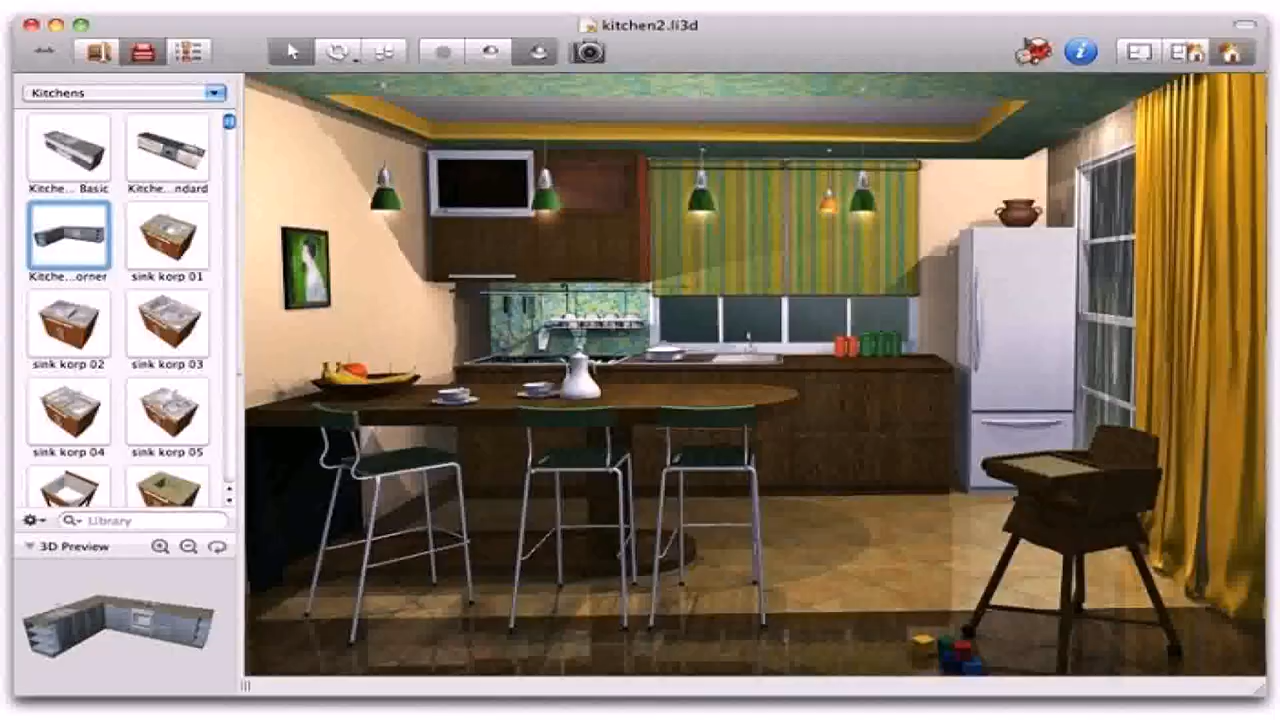 kitchen2.li3d
Kitchens
Kitche... Basic
Kitche...ndard
Kitche...orner
sink korp 01
sink korp 02
sink korp 03
sink korp 04
sink korp 05
Library
3D Preview